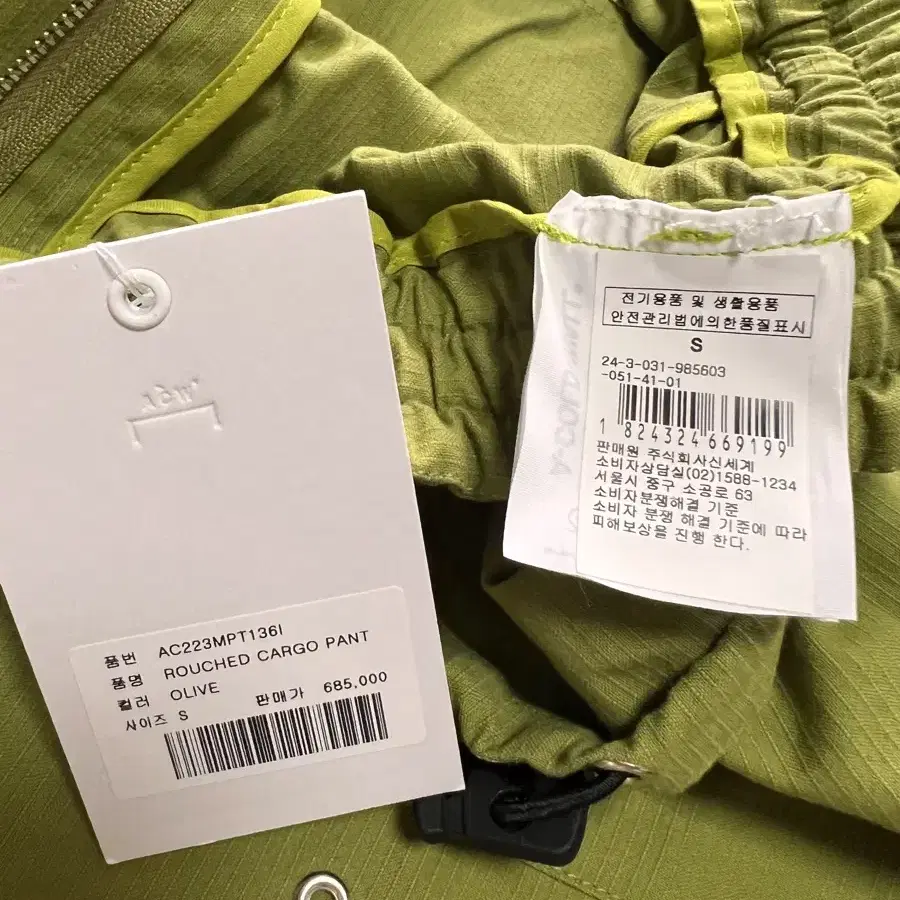 ACW*
품번 AC223MPT136I
품명 ROUCHED CARGO PANT
컬러 OLIVE
사이즈 S 판매가 685,000
전기용품 및 생활용품
안전관리법에의한품질표시
S
24-3-031-985603
-051-41-01
1 824324 669199
판매원 주식회사신세계
소비자상담실(02)1588-1234
서울시 중구 소공로 63
소비자분쟁해결 기준
소비자 분쟁 해결 기준에 따라
피해보상을 진행 한다.